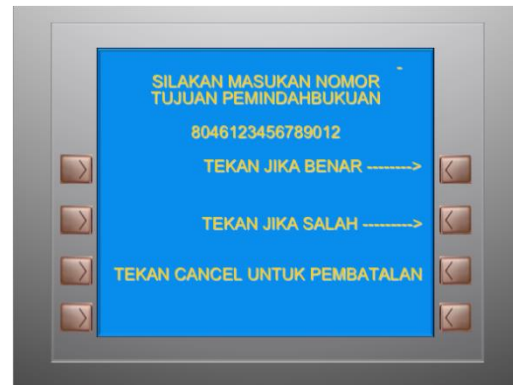 SILAKAN MASUKAN NOMOR
TUJUAN PEMINDAHBUKUAN
8046123456789012
TEKAN JIKA BENAR -------->
TEKAN JIKA SALAH --------->
TEKAN CANCEL UNTUK PEMBATALAN